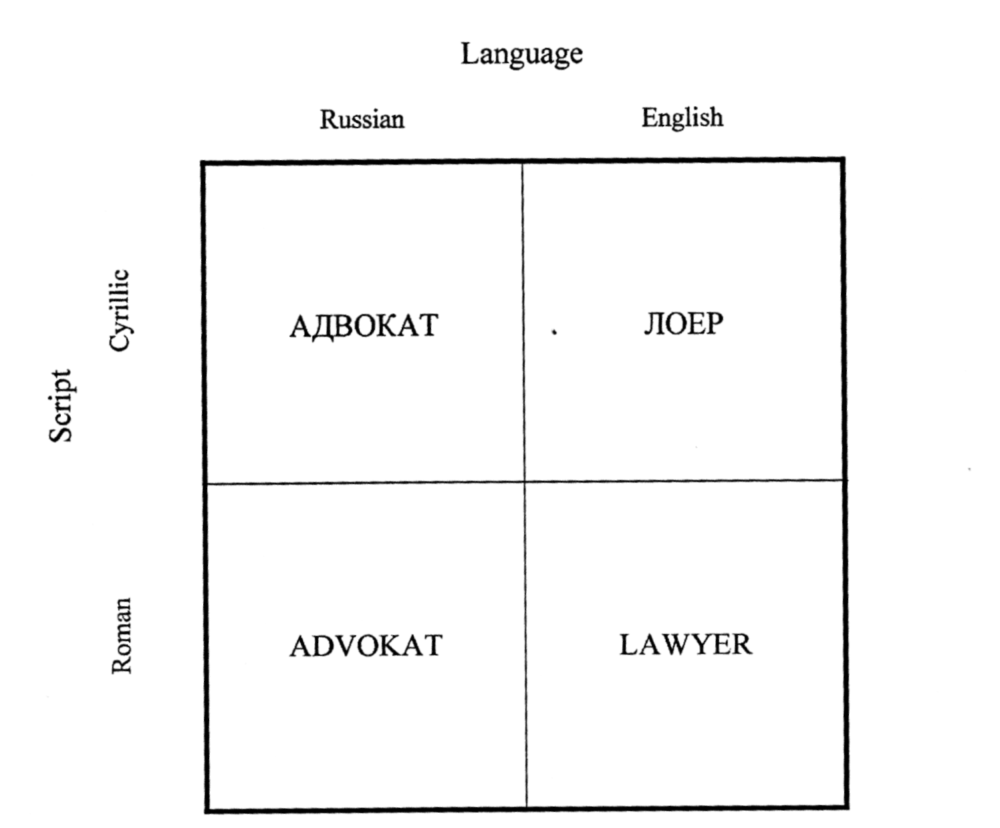 Language
Russian English
Cyrillic
АДВОКАТ ЛОЕР
Script
Roman
ADVOKAT LAWYER